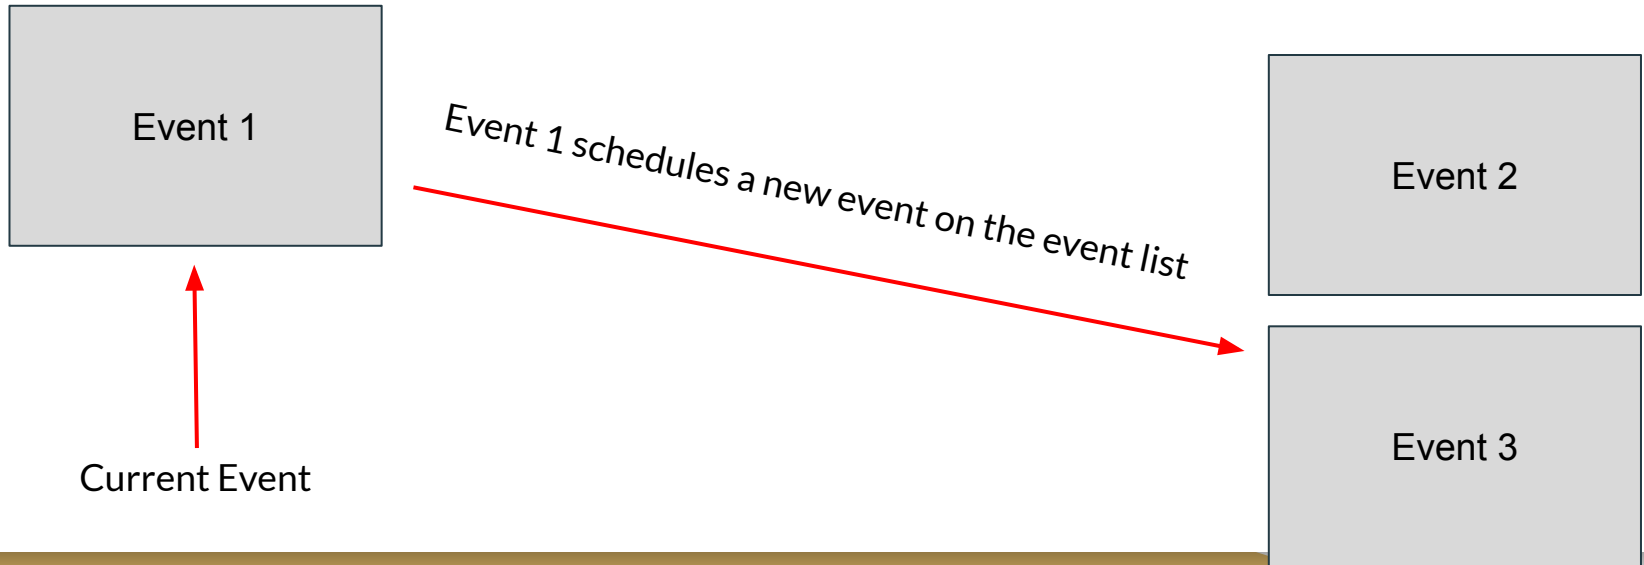 Event 1
Event 1 schedules a new event on the event list
Event 2
Event 3
Current Event